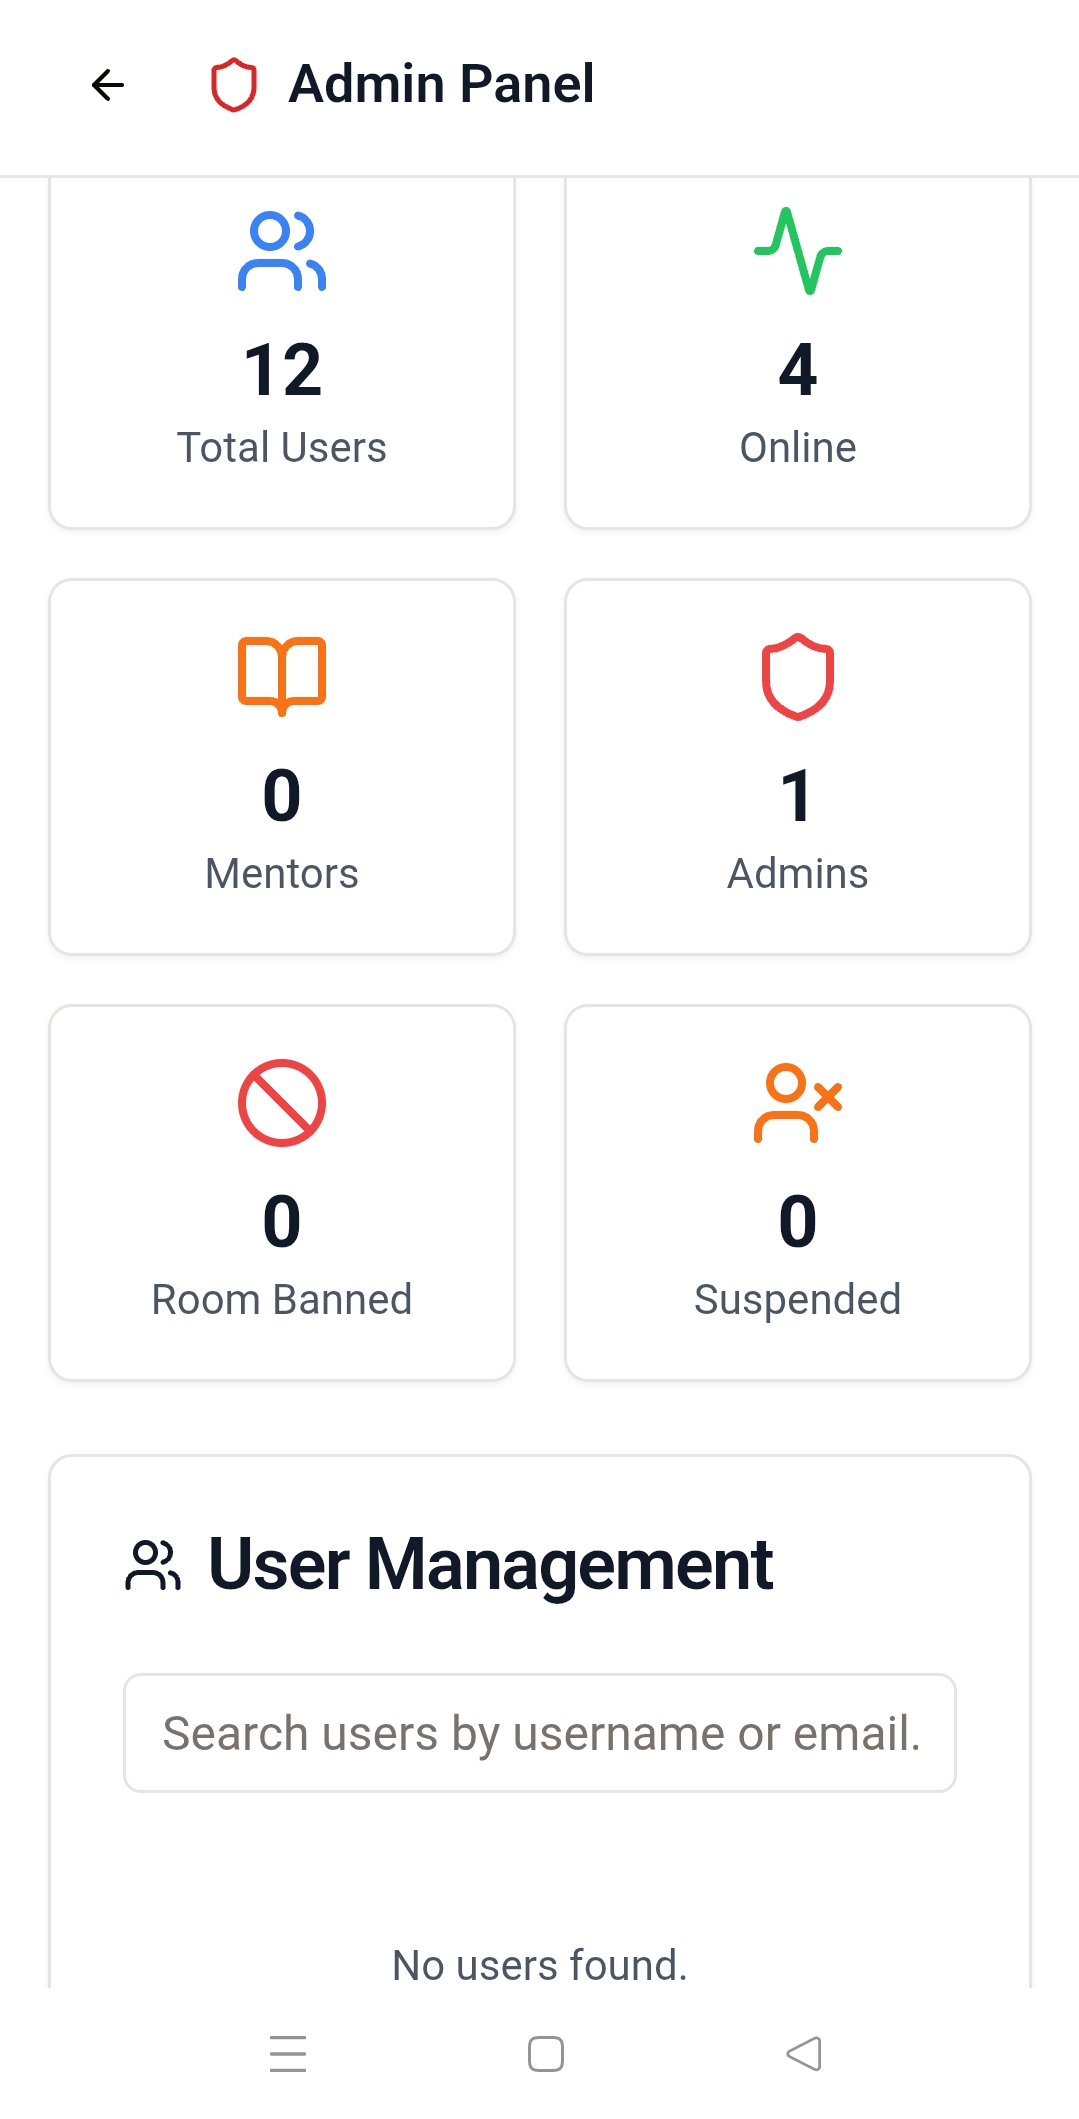 Admin Panel
12
Total Users
4
Online
0
Mentors
1
Admins
0
Room Banned
0
Suspended
User Management
Search users by username or email.
No users found.